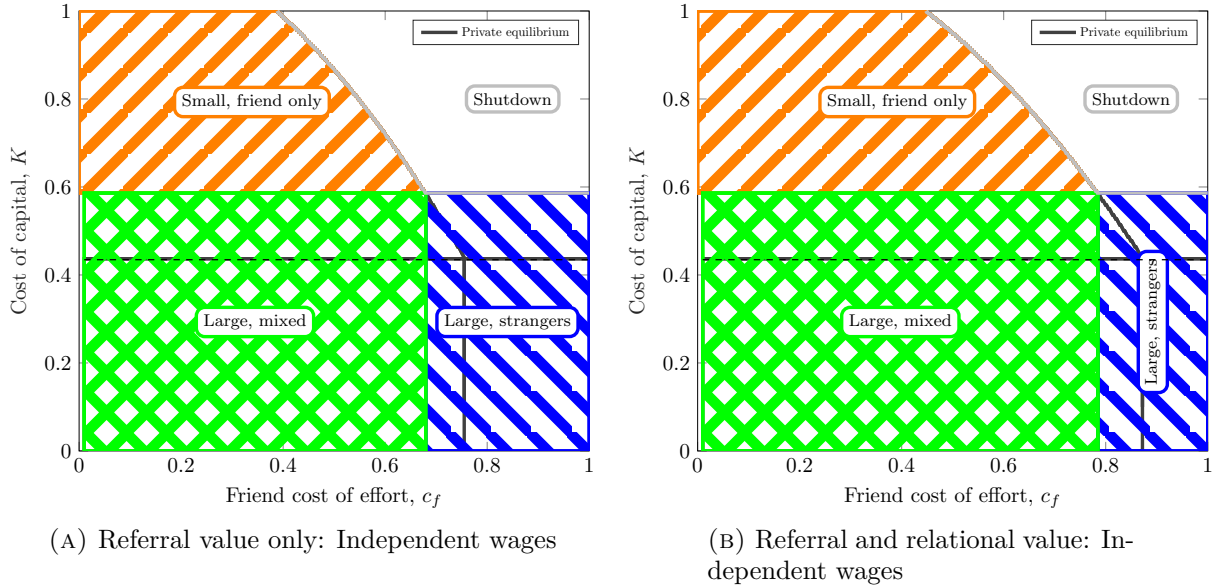 1
0.8
0.6
0.4
0.2
0
0
0.2
0.4
0.6
0.8
1
Cost of capital, K
Friend cost of effort, c_f
Private equilibrium
Small, friend only
Shutdown
Large, mixed
Large, strangers
(A) Referral value only: Independent wages
1
0.8
0.6
0.4
0.2
0
0
0.2
0.4
0.6
0.8
1
Cost of capital, K
Friend cost of effort, c_f
Private equilibrium
Small, friend only
Shutdown
Large, mixed
Large, strangers
(B) Referral and relational value: In-
dependent wages